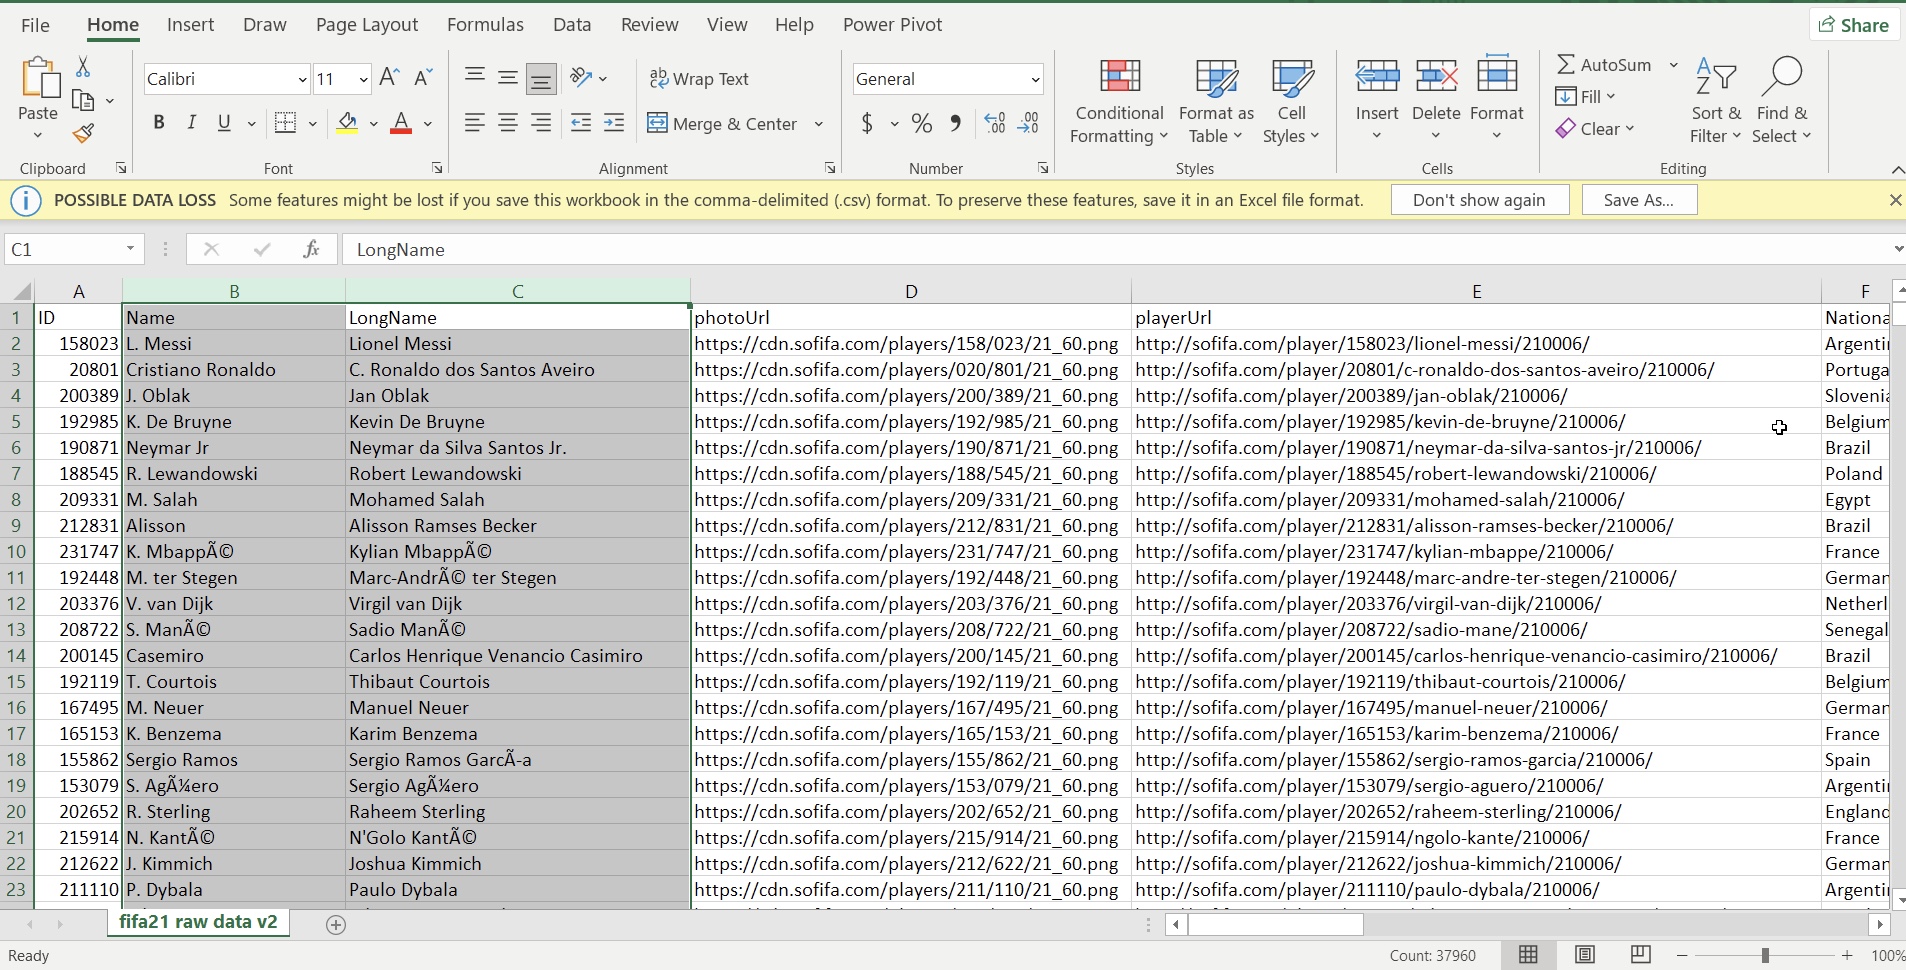 File Home Insert Draw Page Layout Formulas Data Review View Help Power Pivot Share
Paste
Clipboard
Calibri 11 A A
B I U A
Font
ab Wrap Text
Merge & Center
Alignment
General
$ % , .00 .00
Number
Conditional Formatting
Format as Table
Cell Styles
Styles
Insert Delete Format
Cells
AutoSum
Fill
Clear
Sort & Filter
Find & Select
Editing
POSSIBLE DATA LOSS Some features might be lost if you save this workbook in the comma-delimited (.csv) format. To preserve these features, save it in an Excel file format. Don't show again Save As...
C1 fx LongName
A B C D E F
1 ID Name LongName photoUrl playerUrl Nationa
2 158023 L. Messi Lionel Messi https://cdn.sofifa.com/players/158/023/21_60.png http://sofifa.com/player/158023/lionel-messi/210006/ Argenti
3 20801 Cristiano Ronaldo C. Ronaldo dos Santos Aveiro https://cdn.sofifa.com/players/020/801/21_60.png http://sofifa.com/player/20801/c-ronaldo-dos-santos-aveiro/210006/ Portuga
4 200389 J. Oblak Jan Oblak https://cdn.sofifa.com/players/200/389/21_60.png http://sofifa.com/player/200389/jan-oblak/210006/ Slovenia
5 192985 K. De Bruyne Kevin De Bruyne https://cdn.sofifa.com/players/192/985/21_60.png http://sofifa.com/player/192985/kevin-de-bruyne/210006/ Belgium
6 190871 Neymar Jr Neymar da Silva Santos Jr. https://cdn.sofifa.com/players/190/871/21_60.png http://sofifa.com/player/190871/neymar-da-silva-santos-jr/210006/ Brazil
7 188545 R. Lewandowski Robert Lewandowski https://cdn.sofifa.com/players/188/545/21_60.png http://sofifa.com/player/188545/robert-lewandowski/210006/ Poland
8 209331 M. Salah Mohamed Salah https://cdn.sofifa.com/players/209/331/21_60.png http://sofifa.com/player/209331/mohamed-salah/210006/ Egypt
9 212831 Alisson Alisson Ramses Becker https://cdn.sofifa.com/players/212/831/21_60.png http://sofifa.com/player/212831/alisson-ramses-becker/210006/ Brazil
10 231747 K. MbappÃ© Kylian MbappÃ© https://cdn.sofifa.com/players/231/747/21_60.png http://sofifa.com/player/231747/kylian-mbappe/210006/ France
11 192448 M. ter Stegen Marc-AndrÃ© ter Stegen https://cdn.sofifa.com/players/192/448/21_60.png http://sofifa.com/player/192448/marc-andre-ter-stegen/210006/ German
12 203376 V. van Dijk Virgil van Dijk https://cdn.sofifa.com/players/203/376/21_60.png http://sofifa.com/player/203376/virgil-van-dijk/210006/ Netherl
13 208722 S. ManÃ© Sadio ManÃ© https://cdn.sofifa.com/players/208/722/21_60.png http://sofifa.com/player/208722/sadio-mane/210006/ Senegal
14 200145 Casemiro Carlos Henrique Venancio Casimiro https://cdn.sofifa.com/players/200/145/21_60.png http://sofifa.com/player/200145/carlos-henrique-venancio-casimiro/210006/ Brazil
15 192119 T. Courtois Thibaut Courtois https://cdn.sofifa.com/players/192/119/21_60.png http://sofifa.com/player/192119/thibaut-courtois/210006/ Belgium
16 167495 M. Neuer Manuel Neuer https://cdn.sofifa.com/players/167/495/21_60.png http://sofifa.com/player/167495/manuel-neuer/210006/ German
17 165153 K. Benzema Karim Benzema https://cdn.sofifa.com/players/165/153/21_60.png http://sofifa.com/player/165153/karim-benzema/210006/ France
18 155862 Sergio Ramos Sergio Ramos GarcÃ-a https://cdn.sofifa.com/players/155/862/21_60.png http://sofifa.com/player/155862/sergio-ramos-garcia/210006/ Spain
19 153079 S. AgÃ¼ero Sergio AgÃ¼ero https://cdn.sofifa.com/players/153/079/21_60.png http://sofifa.com/player/153079/sergio-aguero/210006/ Argenti
20 202652 R. Sterling Raheem Sterling https://cdn.sofifa.com/players/202/652/21_60.png http://sofifa.com/player/202652/raheem-sterling/210006/ England
21 215914 N. KantÃ© N'Golo KantÃ© https://cdn.sofifa.com/players/215/914/21_60.png http://sofifa.com/player/215914/ngolo-kante/210006/ France
22 212622 J. Kimmich Joshua Kimmich https://cdn.sofifa.com/players/212/622/21_60.png http://sofifa.com/player/212622/joshua-kimmich/210006/ German
23 211110 P. Dybala Paulo Dybala https://cdn.sofifa.com/players/211/110/21_60.png http://sofifa.com/player/211110/paulo-dybala/210006/ Argenti
fifa21 raw data v2
Ready Count: 37960 100%